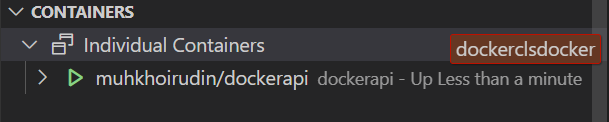 CONTAINERS
Individual Containers
dockerclsdocker
muhkhoirudin/dockerapi dockerapi - Up Less than a minute